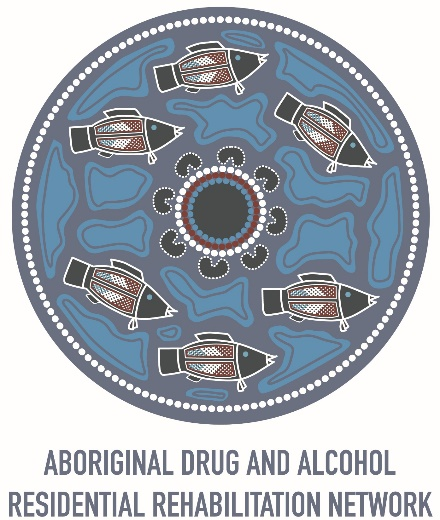 ABORIGINAL DRUG AND ALCOHOL
RESIDENTIAL REHABILITATION NETWORK